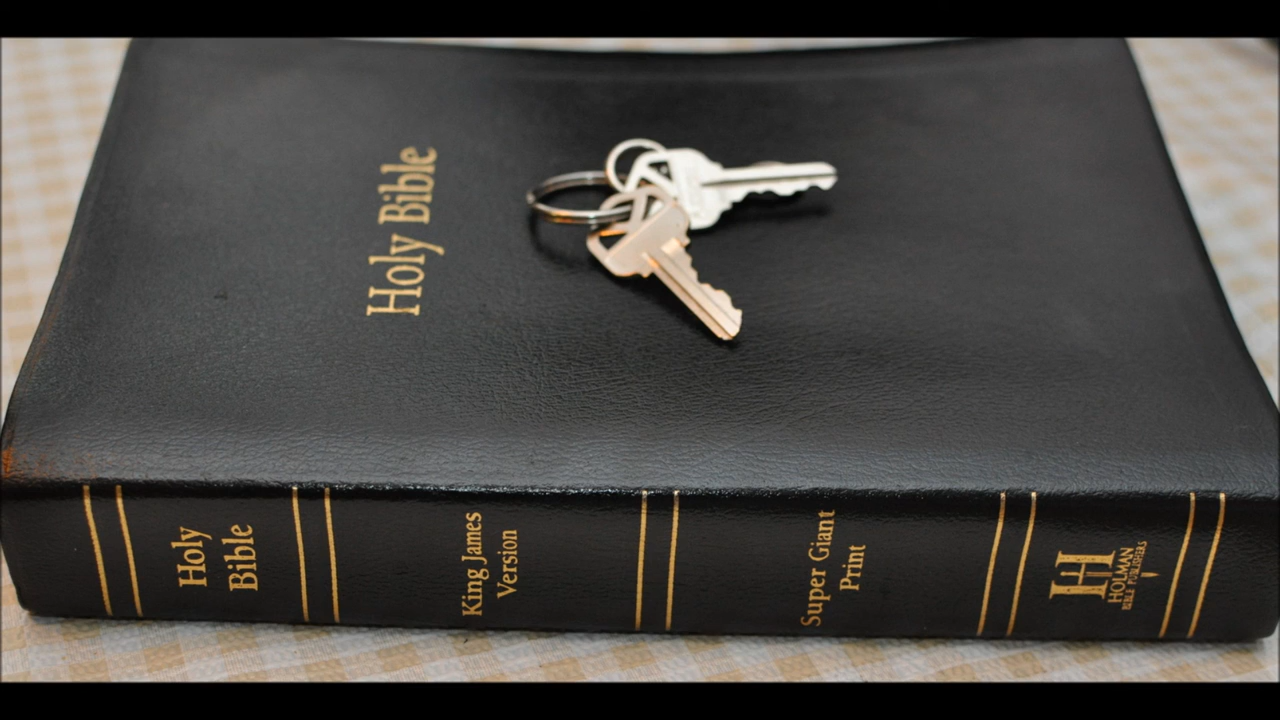 Holy Bible
Holy
Bible
King James
Version
Super Giant
Print
HOLMAN
BIBLE PUBLISHERS